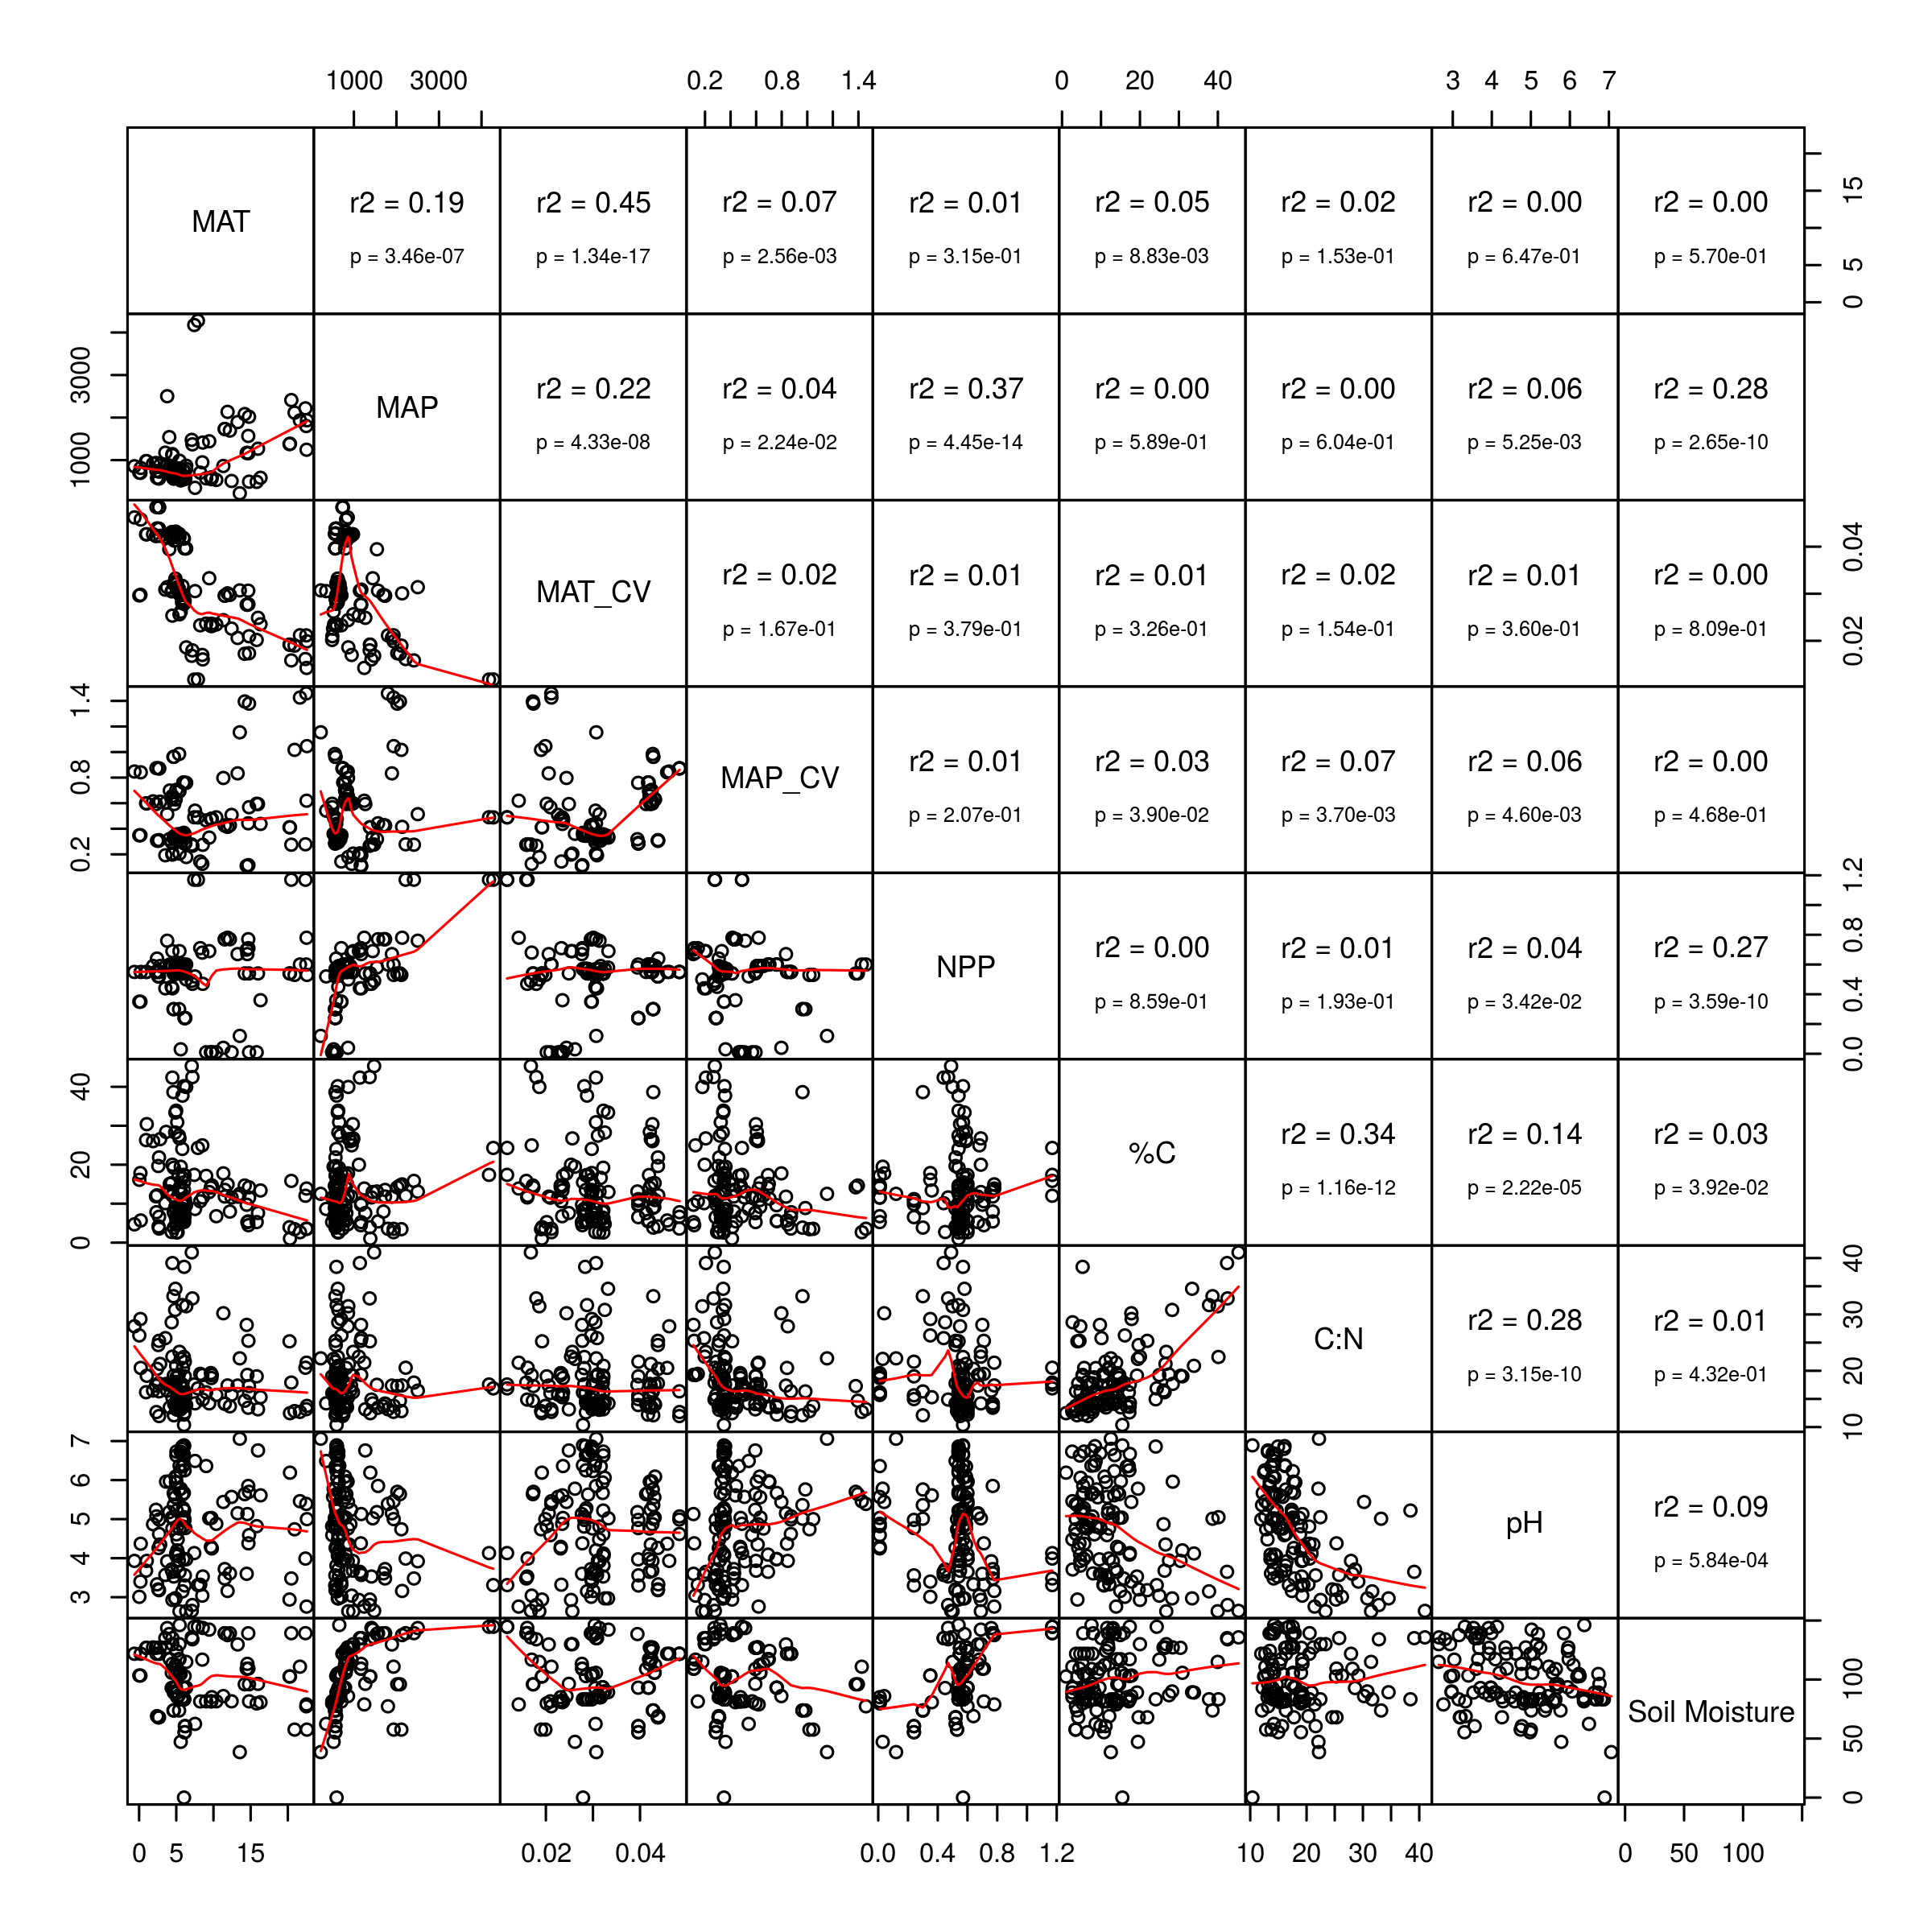 1000 3000 0.2 0.8 1.4 0 20 40 3 4 5 6 7
MAT r2 = 0.19 r2 = 0.45 r2 = 0.07 r2 = 0.01 r2 = 0.05 r2 = 0.02 r2 = 0.00 r2 = 0.00
p = 3.46e-07 p = 1.34e-17 p = 2.56e-03 p = 3.15e-01 p = 8.83e-03 p = 1.53e-01 p = 6.47e-01 p = 5.70e-01
0 5 15
1000 3000
MAP r2 = 0.22 r2 = 0.04 r2 = 0.37 r2 = 0.00 r2 = 0.00 r2 = 0.06 r2 = 0.28
p = 4.33e-08 p = 2.24e-02 p = 4.45e-14 p = 5.89e-01 p = 6.04e-01 p = 5.25e-03 p = 2.65e-10
MAT_CV r2 = 0.02 r2 = 0.01 r2 = 0.01 r2 = 0.02 r2 = 0.01 r2 = 0.00
p = 1.67e-01 p = 3.79e-01 p = 3.26e-01 p = 1.54e-01 p = 3.60e-01 p = 8.09e-01
0.02 0.04
0.2 0.8 1.4
MAP_CV r2 = 0.01 r2 = 0.03 r2 = 0.07 r2 = 0.06 r2 = 0.00
p = 2.07e-01 p = 3.90e-02 p = 3.70e-03 p = 4.60e-03 p = 4.68e-01
NPP r2 = 0.00 r2 = 0.01 r2 = 0.04 r2 = 0.27
p = 8.59e-01 p = 1.93e-01 p = 3.42e-02 p = 3.59e-10
0.0 0.4 0.8 1.2
0 20 40
%C r2 = 0.34 r2 = 0.14 r2 = 0.03
p = 1.16e-12 p = 2.22e-05 p = 3.92e-02
C:N r2 = 0.28 r2 = 0.01
p = 3.15e-10 p = 4.32e-01
10 20 30 40
3 4 5 6 7
pH r2 = 0.09
p = 5.84e-04
Soil Moisture
0 50 100
0 5 15 0.02 0.04 0.0 0.4 0.8 1.2 10 20 30 40 0 50 100